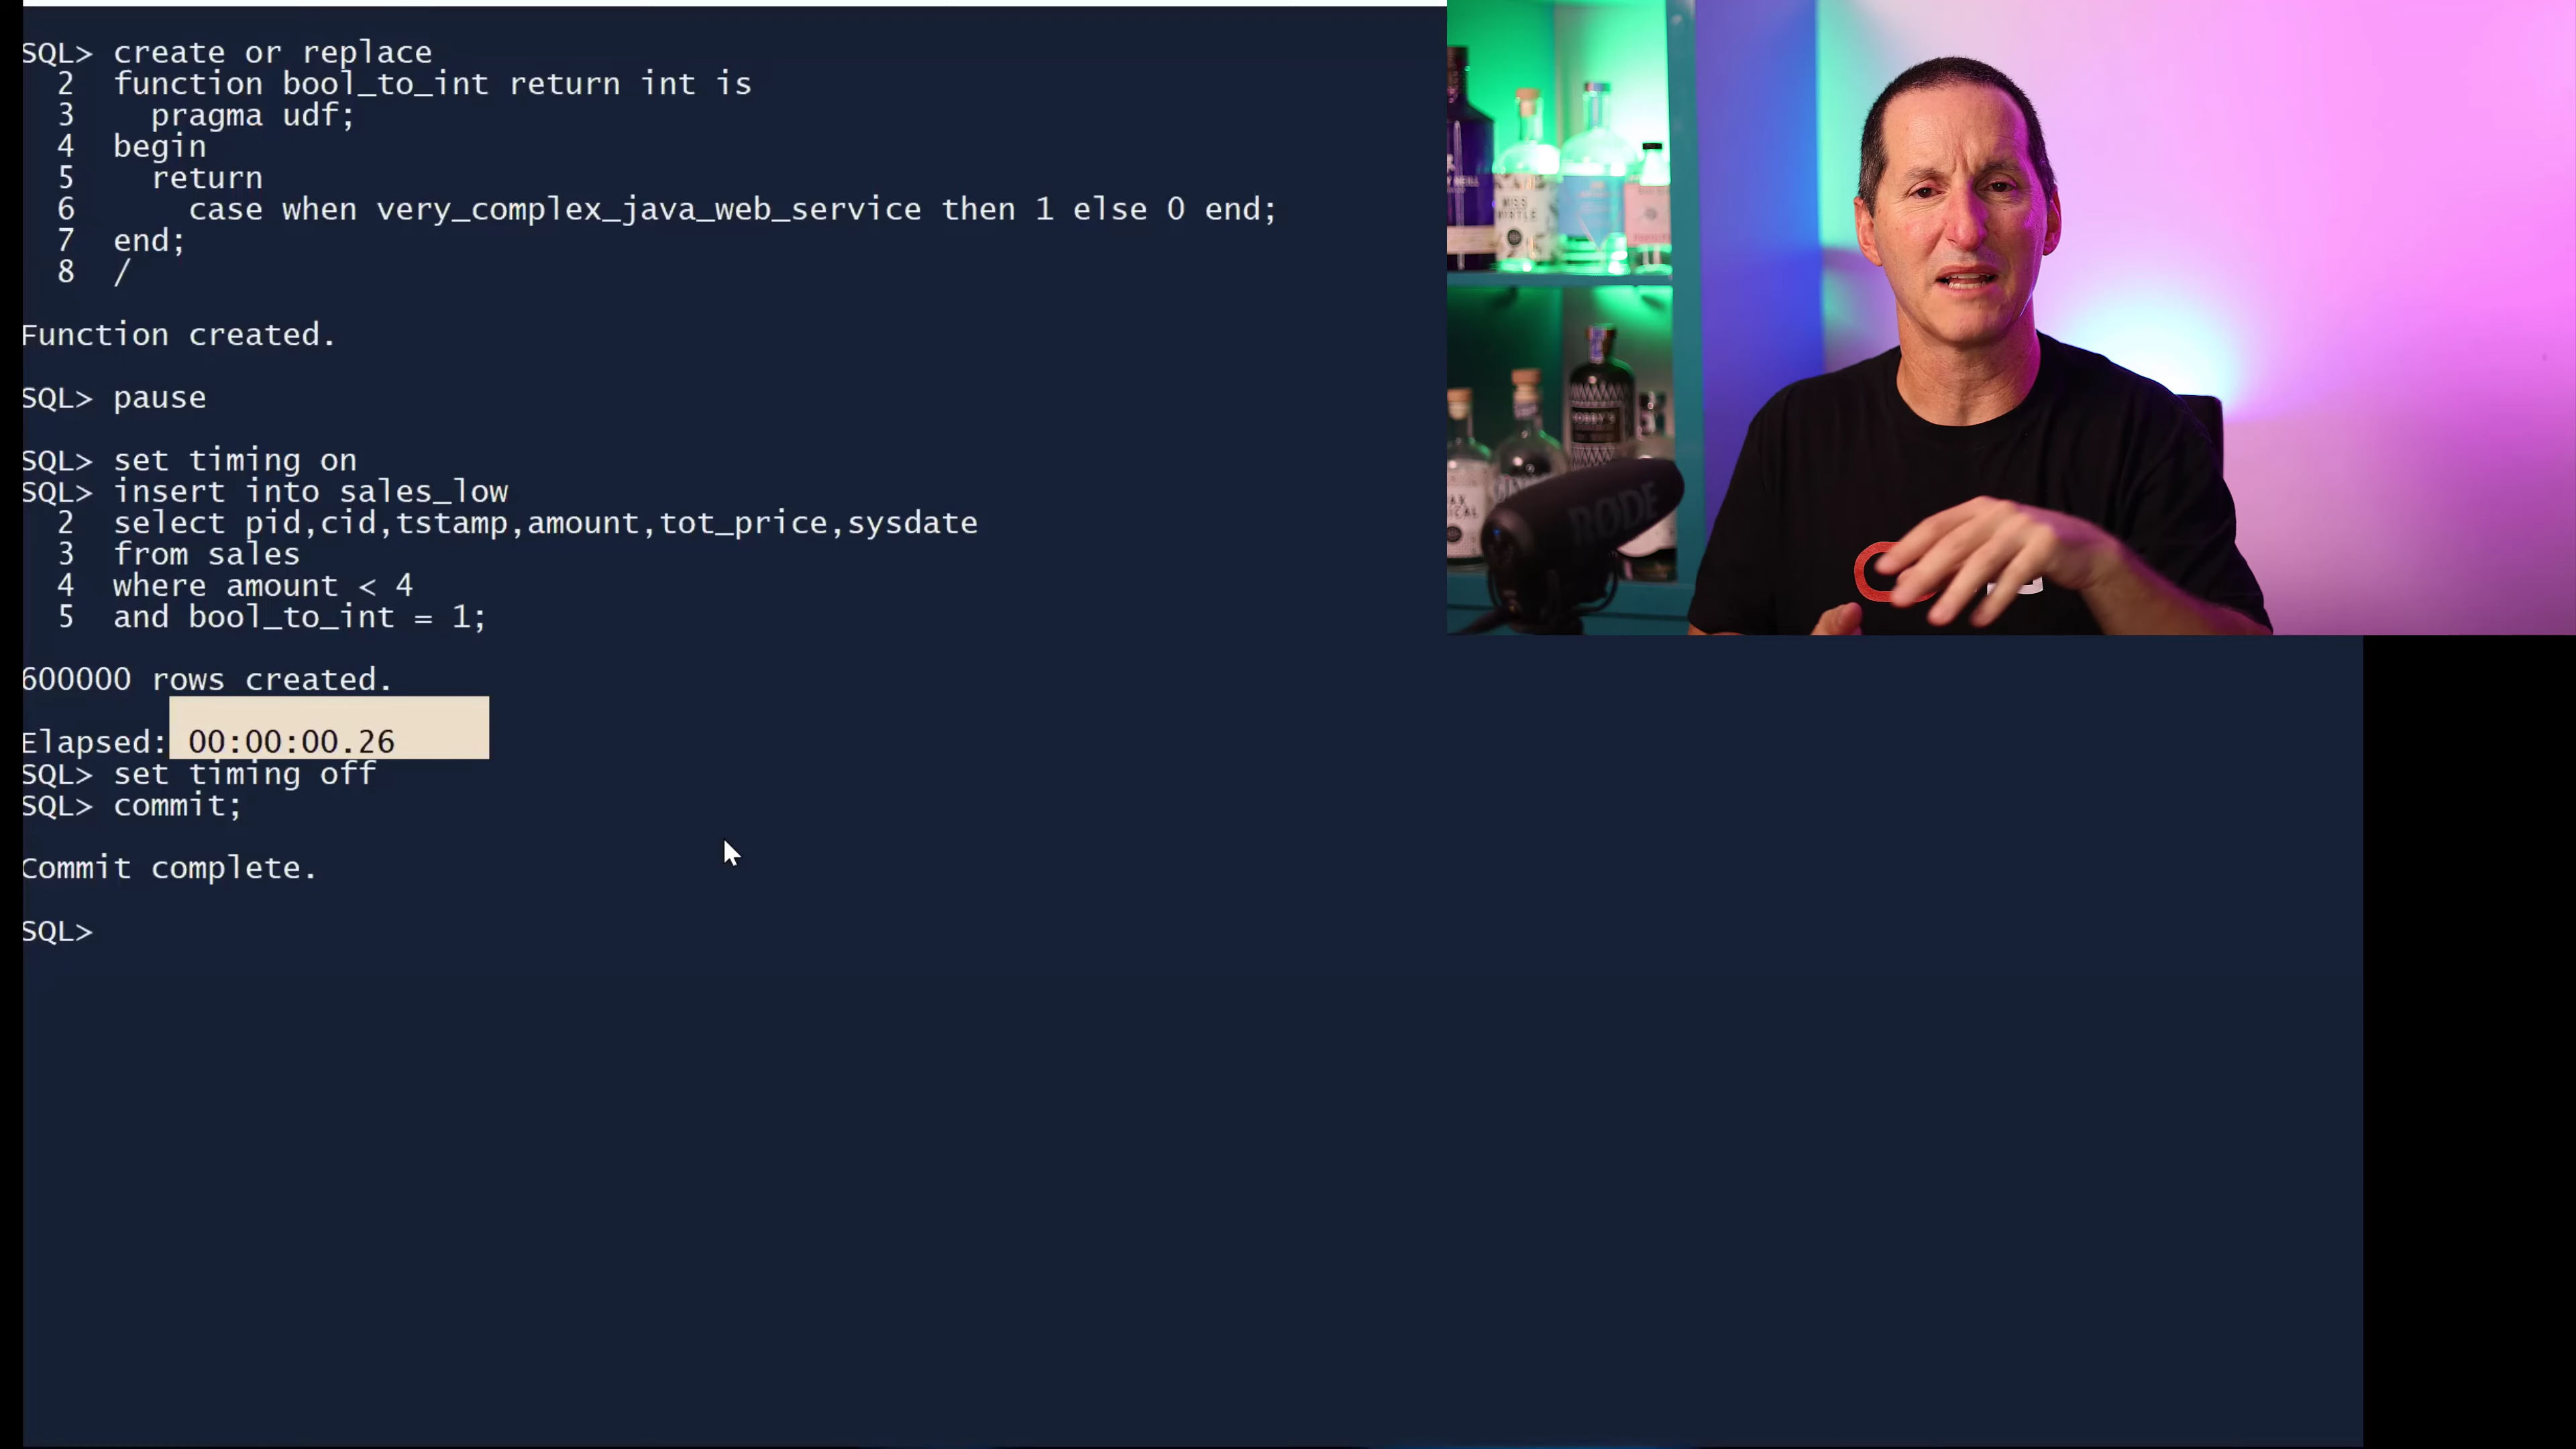 SQL> create or replace
2 function bool_to_int return int is
3 pragma udf;
4 begin
5 return
6 case when very_complex_java_web_service then 1 else 0 end;
7 end;
8 /
Function created.
SQL> pause
SQL> set timing on
SQL> insert into sales_low
2 select pid,cid,tstamp,amount,tot_price,sysdate
3 from sales
4 where amount < 4
5 and bool_to_int = 1;
600000 rows created.
Elapsed: 00:00:00.26
SQL> set timing off
SQL> commit;
Commit complete.
SQL>
RØDE